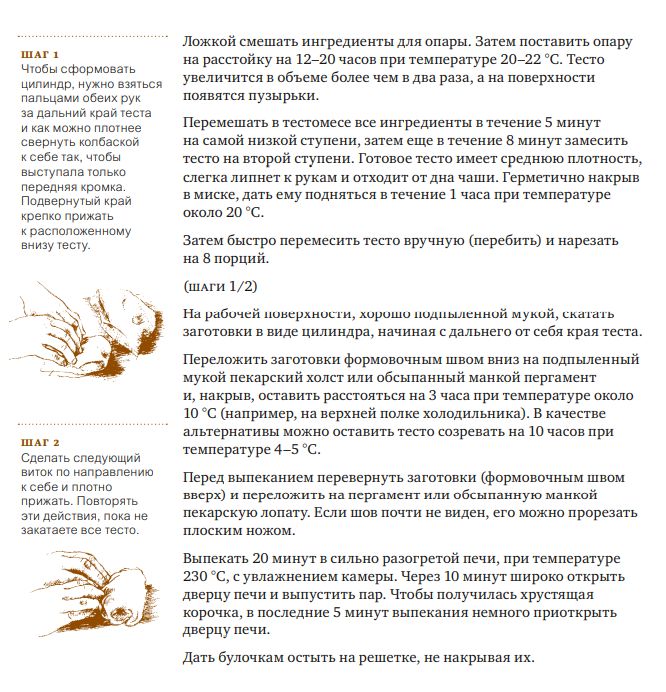 ШАГ 1
Чтобы сформовать
цилиндр, нужно взяться
пальцами обеих рук
за дальний край теста
и как можно плотнее
свернуть колбаской
к себе так, чтобы
выступала только
передняя кромка.
Подвернутый край
крепко прижать
к расположенному
внизу тесту.
ШАГ 2
Сделать следующий
виток по направлению
к себе и плотно
прижать. Повторять
эти действия, пока не
закатаете все тесто.
Ложкой смешать ингредиенты для опары. Затем поставить опару
на расстойку на 12–20 часов при температуре 20–22 °С. Тесто
увеличится в объеме более чем в два раза, а на поверхности
появятся пузырьки.
Перемешать в тестомесе все ингредиенты в течение 5 минут
на самой низкой ступени, затем еще в течение 8 минут замесить
тесто на второй ступени. Готовое тесто имеет среднюю плотность,
слегка липнет к рукам и отходит от дна чаши. Герметично накрыв
в миске, дать ему подняться в течение 1 часа при температуре
около 20 °С.
Затем быстро перемесить тесто вручную (перебить) и нарезать
на 8 порций.
(ШАГИ 1/2)
На рабочей поверхности, хорошо подпыленной мукой, скатать
заготовки в виде цилиндра, начиная с дальнего от себя края теста.
Переложить заготовки формовочным швом вниз на подпыленный
мукой пекарский холст или обсыпанный манкой пергамент
и, накрыв, оставить расстояться на 3 часа при температуре около
10 °С (например, на верхней полке холодильника). В качестве
альтернативы можно оставить тесто созревать на 10 часов при
температуре 4–5 °С.
Перед выпеканием перевернуть заготовки (формовочным швом
вверх) и переложить на пергамент или обсыпанную манкой
пекарскую лопату. Если шов почти не виден, его можно прорезать
плоским ножом.
Выпекать 20 минут в сильно разогретой печи, при температуре
230 °С, с увлажнением камеры. Через 10 минут широко открыть
дверцу печи и выпустить пар. Чтобы получилась хрустящая
корочка, в последние 5 минут выпекания немного приоткрыть
дверцу печи.
Дать булочкам остыть на решетке, не накрывая их.